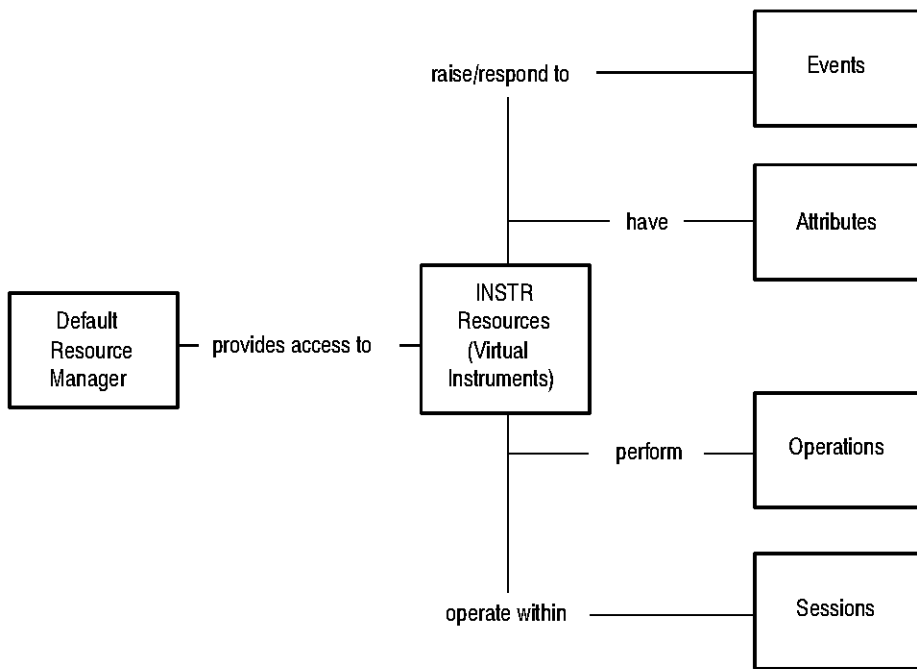 raise/respond to
Events
have
Attributes
INSTR
Resources
(Virtual
Instruments)
Default
Resource
Manager
provides access to
perform
Operations
operate within
Sessions